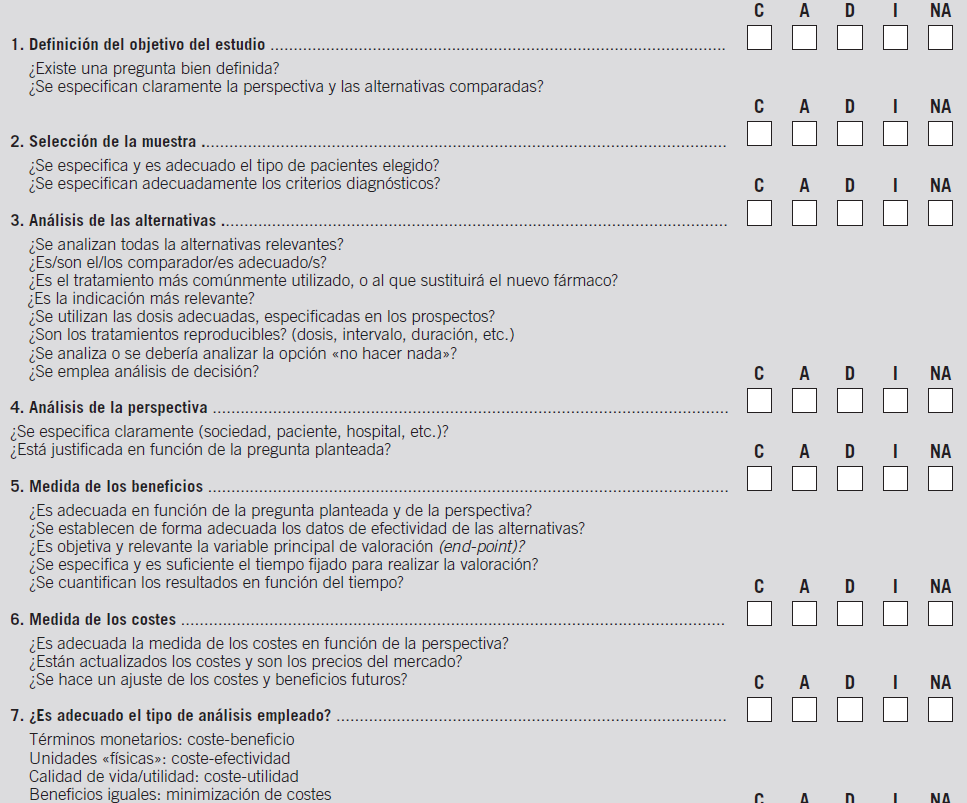 C A D I NA
1. Definición del objetivo del estudio ....................................................................................................
¿Existe una pregunta bien definida?
¿Se especifican claramente la perspectiva y las alternativas comparadas?
C A D I NA
2. Selección de la muestra ....................................................................................................
¿Se especifica y es adecuado el tipo de pacientes elegido?
¿Se especifican adecuadamente los criterios diagnósticos?
C A D I NA
3. Análisis de las alternativas ....................................................................................................
¿Se analizan todas la alternativas relevantes?
¿Es/son el/los comparador/es adecuado/s?
¿Es el tratamiento más comúnmente utilizado, o al que sustituirá el nuevo fármaco?
¿Es la indicación más relevante?
¿Se utilizan las dosis adecuadas, especificadas en los prospectos?
¿Son los tratamientos reproducibles? (dosis, intervalo, duración, etc.)
¿Se analiza o se debería analizar la opción «no hacer nada»?
¿Se emplea análisis de decisión?
C A D I NA
4. Análisis de la perspectiva ....................................................................................................
¿Se especifica claramente (sociedad, paciente, hospital, etc.)?
¿Está justificada en función de la pregunta planteada?
C A D I NA
5. Medida de los beneficios ....................................................................................................
¿Es adecuada en función de la pregunta planteada y de la perspectiva?
¿Se establecen de forma adecuada los datos de efectividad de las alternativas?
¿Es objetiva y relevante la variable principal de valoración (end-point)?
¿Se especifica y es suficiente el tiempo fijado para realizar la valoración?
¿Se cuantifican los resultados en función del tiempo?
C A D I NA
6. Medida de los costes ....................................................................................................
¿Es adecuada la medida de los costes en función de la perspectiva?
¿Están actualizados los costes y son los precios del mercado?
¿Se hace un ajuste de los costes y beneficios futuros?
C A D I NA
7. ¿Es adecuado el tipo de análisis empleado? ....................................................................................
Términos monetarios: coste-beneficio
Unidades «físicas»: coste-efectividad
Calidad de vida/utilidad: coste-utilidad
Beneficios iguales: minimización de costes
C A D I NA